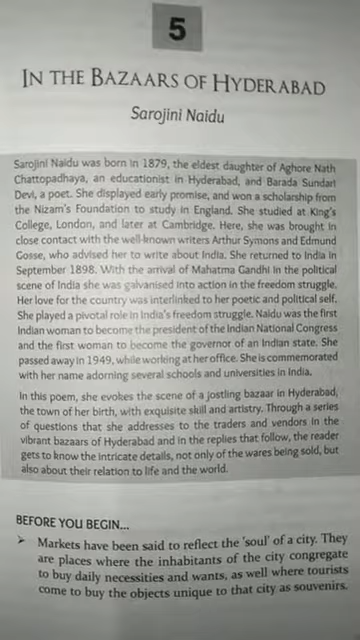 5
IN THE BAZAARS OF HYDERABAD
Sarojini Naidu
Sarojini Naidu was born in 1879, the eldest daughter of Aghore Nath
Chattopadhaya, an educationist in Hyderabad, and Barada Sundari
Devi, a poet. She displayed early promise, and won a scholarship from
the Nizam's Foundation to study in England. She studied at King's
College, London, and later at Cambridge. Here, she was brought in
close contact with the well-known writers Arthur Symons and Edmund
Gosse, who advised her to write about India. She returned to India in
September 1898. With the arrival of Mahatma Gandhi in the political
scene of India she was galvanised into action in the freedom struggle.
Her love for the country was interlinked to her poetic and political self.
She played a pivotal role in India's freedom struggle. Naidu was the first
Indian woman to become the president of the Indian National Congress
and the first woman to become the governor of an Indian state. She
passed away in 1949, while working at her office. She is commemorated
with her name adorning several schools and universities in India.
In this poem, she evokes the scene of a jostling bazaar in Hyderabad,
the town of her birth, with exquisite skill and artistry. Through a series
of questions that she addresses to the traders and vendors in the
vibrant bazaars of Hyderabad and in the replies that follow, the reader
gets to know the intricate details, not only of the wares being sold, but
also about their relation to life and the world.
BEFORE YOU BEGIN...
➤ Markets have been said to reflect the 'soul' of a city. They
are places where the inhabitants of the city congregate
to buy daily necessities and wants, as well where tourists
come to buy the objects unique to that city as souvenirs.